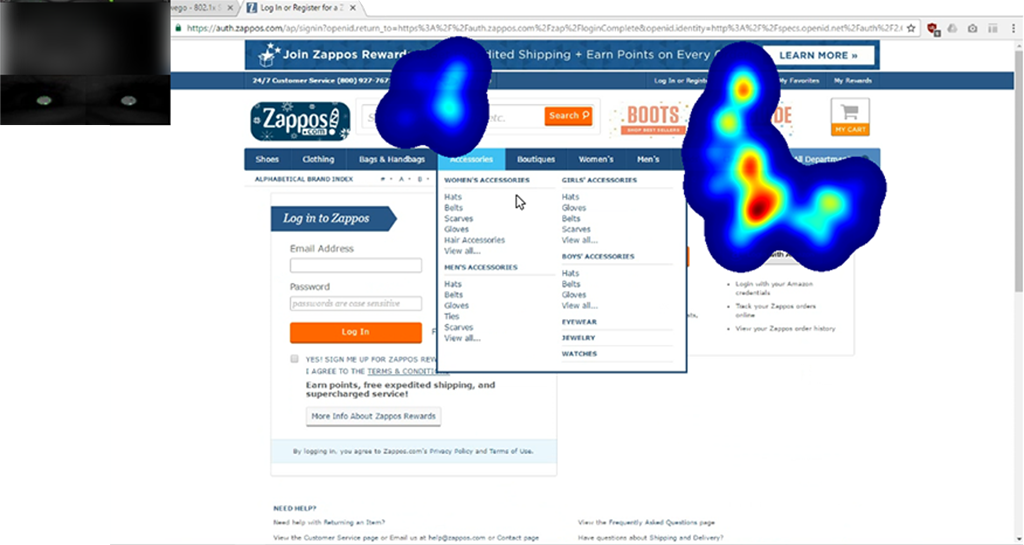 wego - 802.1x
Log In or Register for a Z
https://auth.zappos.com/ap/signin?openid.return_to=https%3A%2F%2Fauth.zappos.com%2Fzap%2FloginComplete&openid.identity=http%3A%2F%2Fspecs.openid.net%2Fauth%2F2.
Join Zappos Rewar
edited Shipping + Earn Points on Every
LEARN MORE »
24/7 Customer Service (800) 927-767
Log In or Regist
My Favorites
My Rewards
Zappos
.com
etc.
Search
BOOTS
SHOP BEST SELLERS
DE
MY CART
Shoes
Clothing
Bags & Handbags
Accessories
Boutiques
Women's
Men's
All Departme
ALPHABETICAL BRAND INDEX
# • A • B •
WOMEN'S ACCESSORIES
Hats
Belts
Scarves
Gloves
Hair Accessories
View all...
MEN'S ACCESSORIES
Hats
Belts
Gloves
Ties
Scarves
View all...
GIRLS' ACCESSORIES
Hats
Gloves
Belts
Scarves
View all...
BOYS' ACCESSORIES
Hats
Belts
Gloves
View all...
EYEWEAR
JEWELRY
WATCHES
Log in to Zappos
Email Address
Password
passwords are case sensitive
Log In
F
YES! SIGN ME UP FOR ZAPPOS REW
I AGREE TO THE TERMS & CONDITIO
Earn points, free expedited shipping, and
supercharged service!
More Info About Zappos Rewards
By logging in, you agree to Zappos.com's Privacy Policy and Terms of Use.
Login with your Amazon
credentials
Track your Zappos orders
online
View your Zappos order history
NEED HELP?
Need help with Returning an Item?
View the Customer Service page or Email us at help@zappos.com or Contact page
View the Frequently Asked Questions page
Have questions about Shipping and Delivery?